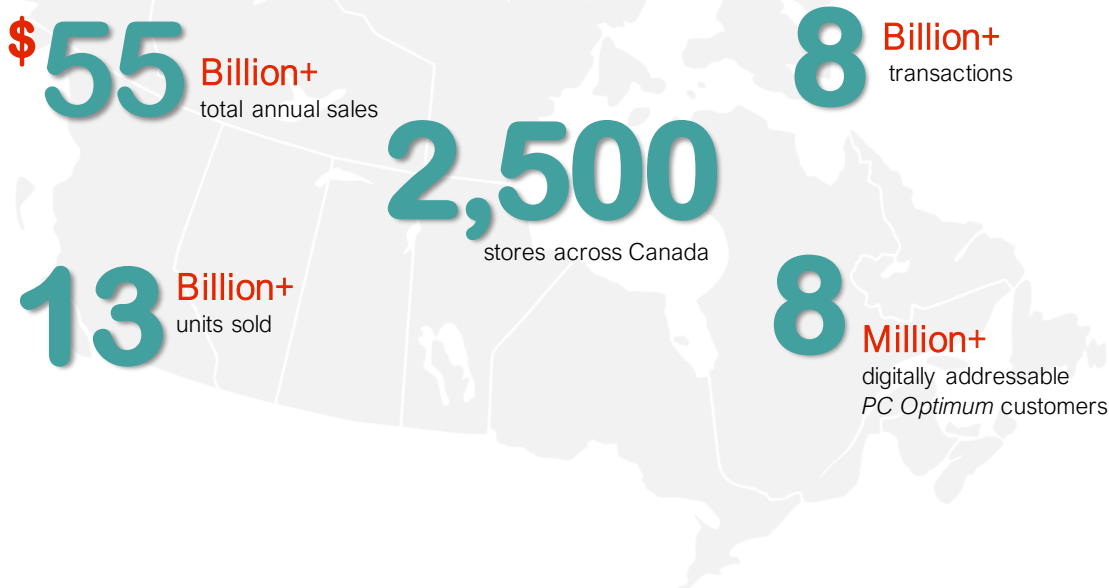 $55 Billion+
total annual sales
8 Billion+
transactions
2,500
stores across Canada
13 Billion+
units sold
8 Million+
digitally addressable
PC Optimum customers